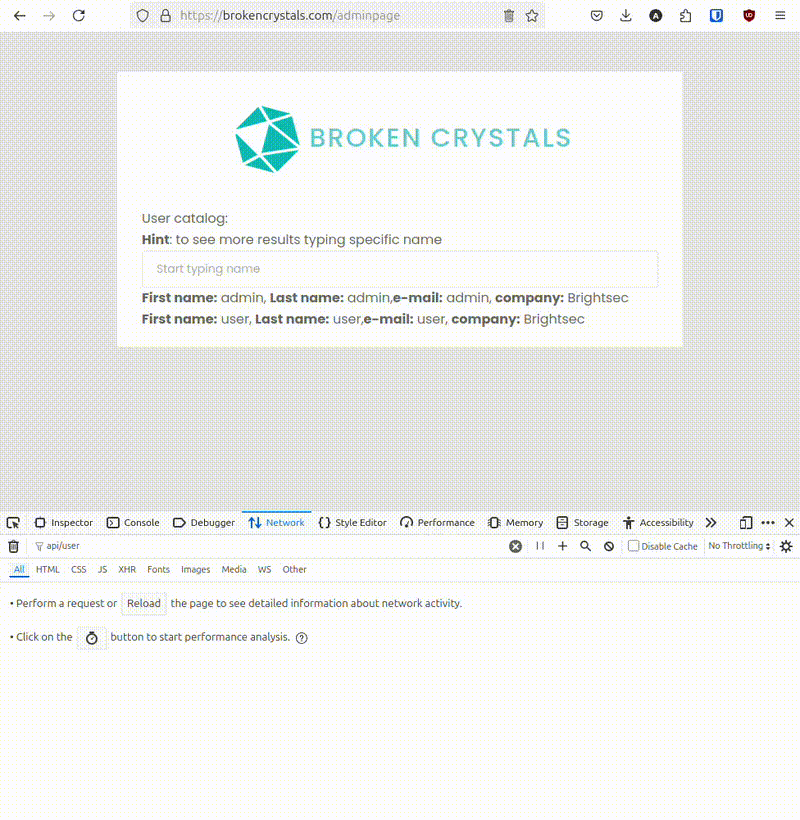 https://brokencrystals.com/adminpage
BROKEN CRYSTALS
User catalog:
Hint: to see more results typing specific name
Start typing name
First name: admin, Last name: admin,e-mail: admin, company: Brightsec
First name: user, Last name: user,e-mail: user, company: Brightsec
Inspector Console Debugger Network Style Editor Performance Memory Storage Accessibility
api/user Disable Cache No Throttling
All HTML CSS JS XHR Fonts Images Media WS Other
• Perform a request or Reload the page to see detailed information about network activity.
• Click on the button to start performance analysis. ?